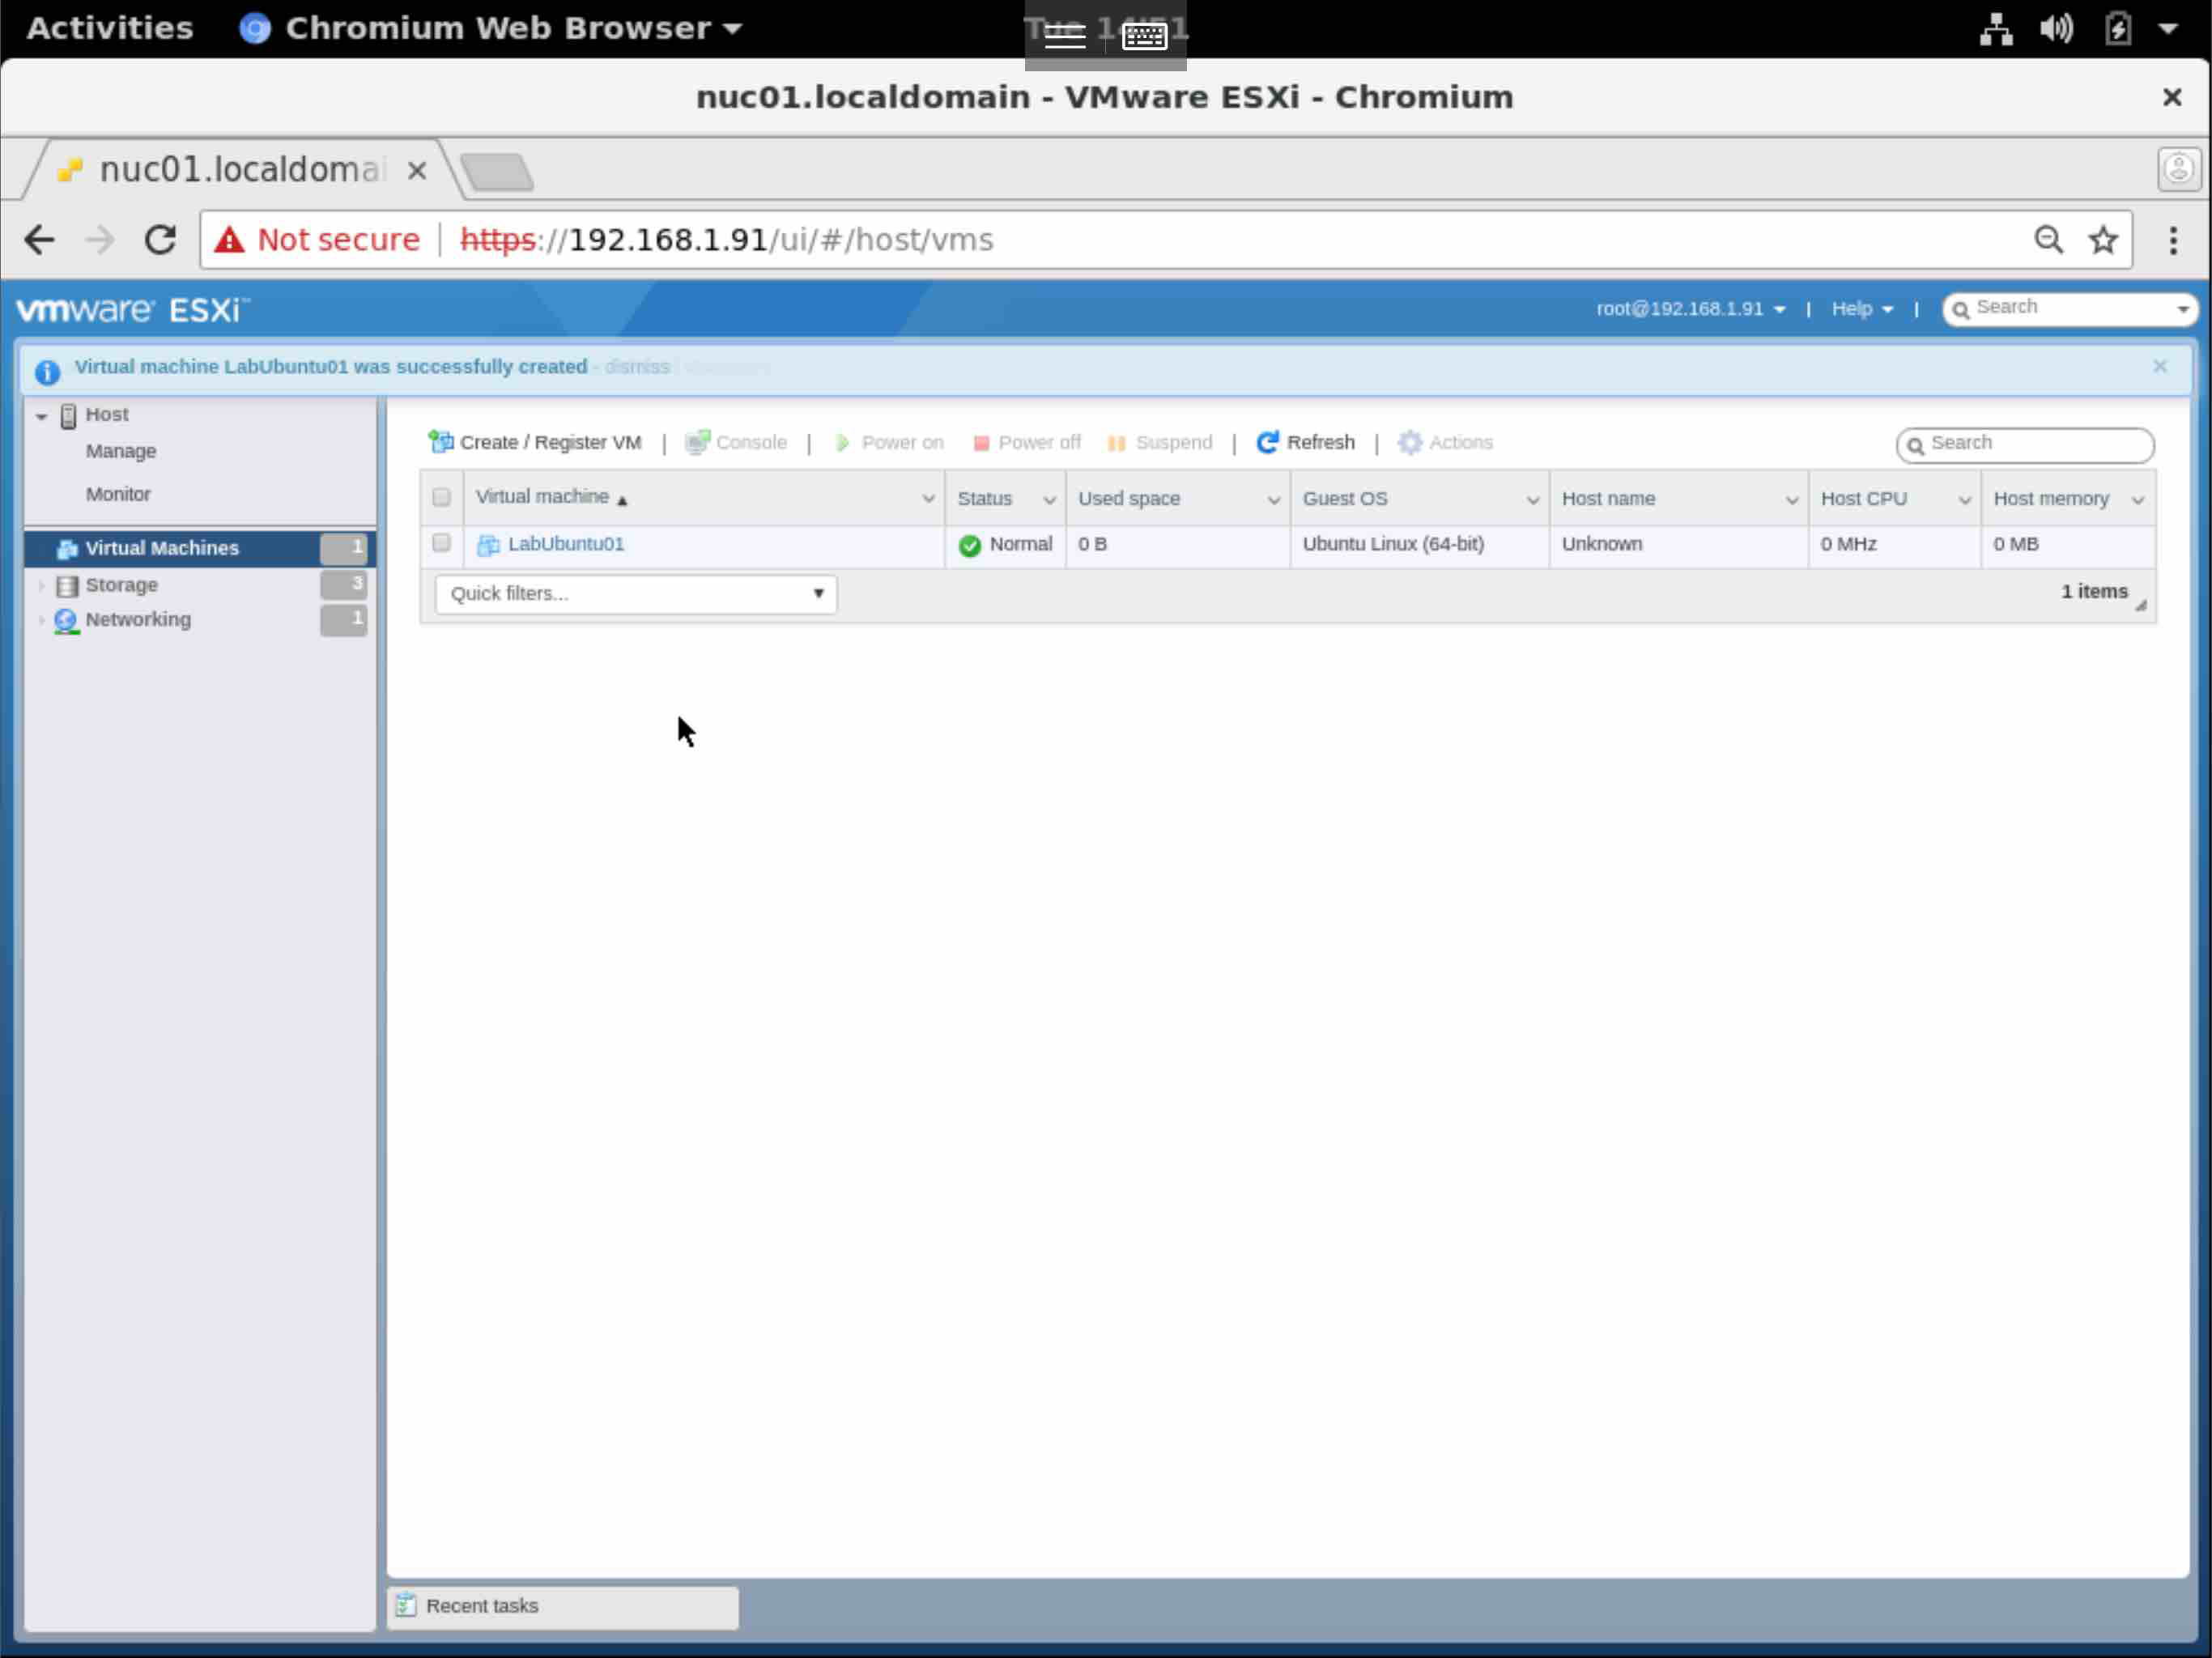 Activities Chromium Web Browser
nuc01.localdomain - VMware ESXi - Chromium
nuc01.localdomai
Not secure https://192.168.1.91/ui/#/host/vms
vmware ESXi™ root@192.168.1.91 | Help | Search
Virtual machine LabUbuntu01 was successfully created - dismiss
Host
Manage
Monitor
Virtual Machines 1
Storage 3
Networking 1
Create / Register VM | Console | Power on Power off Suspend | Refresh | Actions Search
Virtual machine Status Used space Guest OS Host name Host CPU Host memory
LabUbuntu01 Normal 0 B Ubuntu Linux (64-bit) Unknown 0 MHz 0 MB
Quick filters... 1 items
Recent tasks